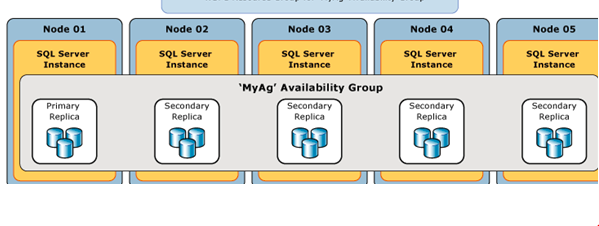 Node 01
Node 02
Node 03
Node 04
Node 05
SQL Server
Instance
SQL Server
Instance
SQL Server
Instance
SQL Server
Instance
SQL Server
Instance
‘MyAg’ Availability Group
Primary
Replica
Secondary
Replica
Secondary
Replica
Secondary
Replica
Secondary
Replica